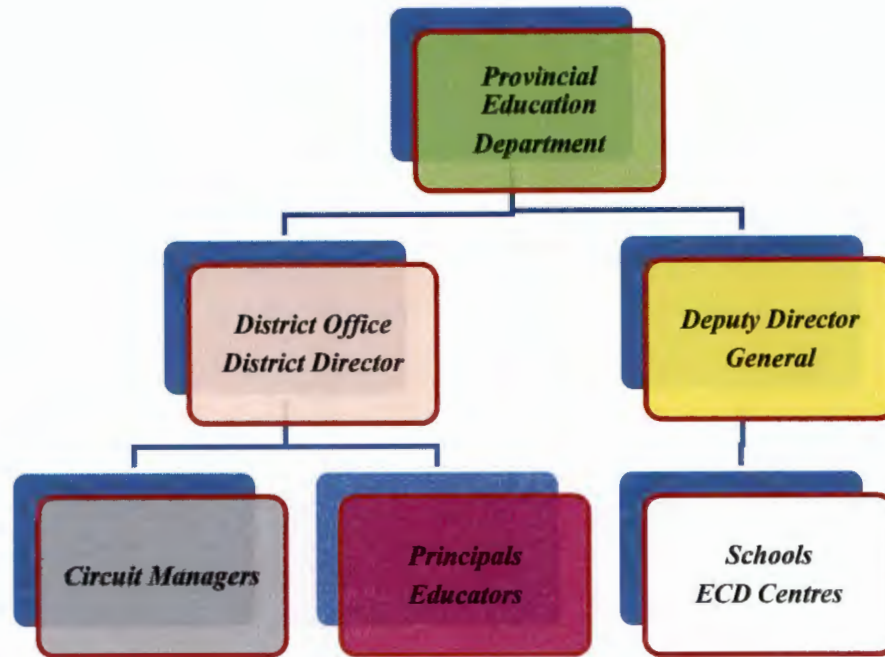 Provincial
Education
Department
District Office
District Director
Deputy Director
General
Circuit Managers
Principals
Educators
Schools
ECD Centres